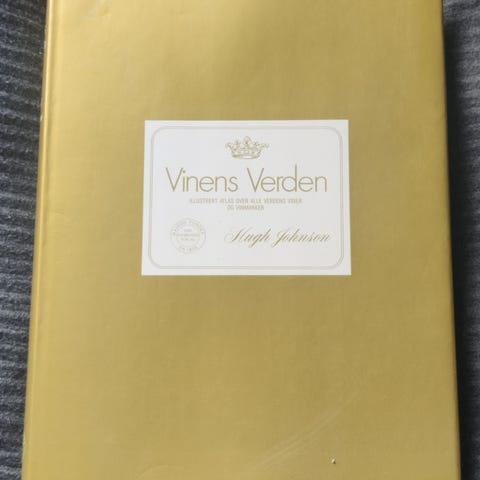 Vinens Verden
ILLUSTRERT ATLAS OVER ALLE VERDENS VINER
OG VINMARKER
Hugh Johnson